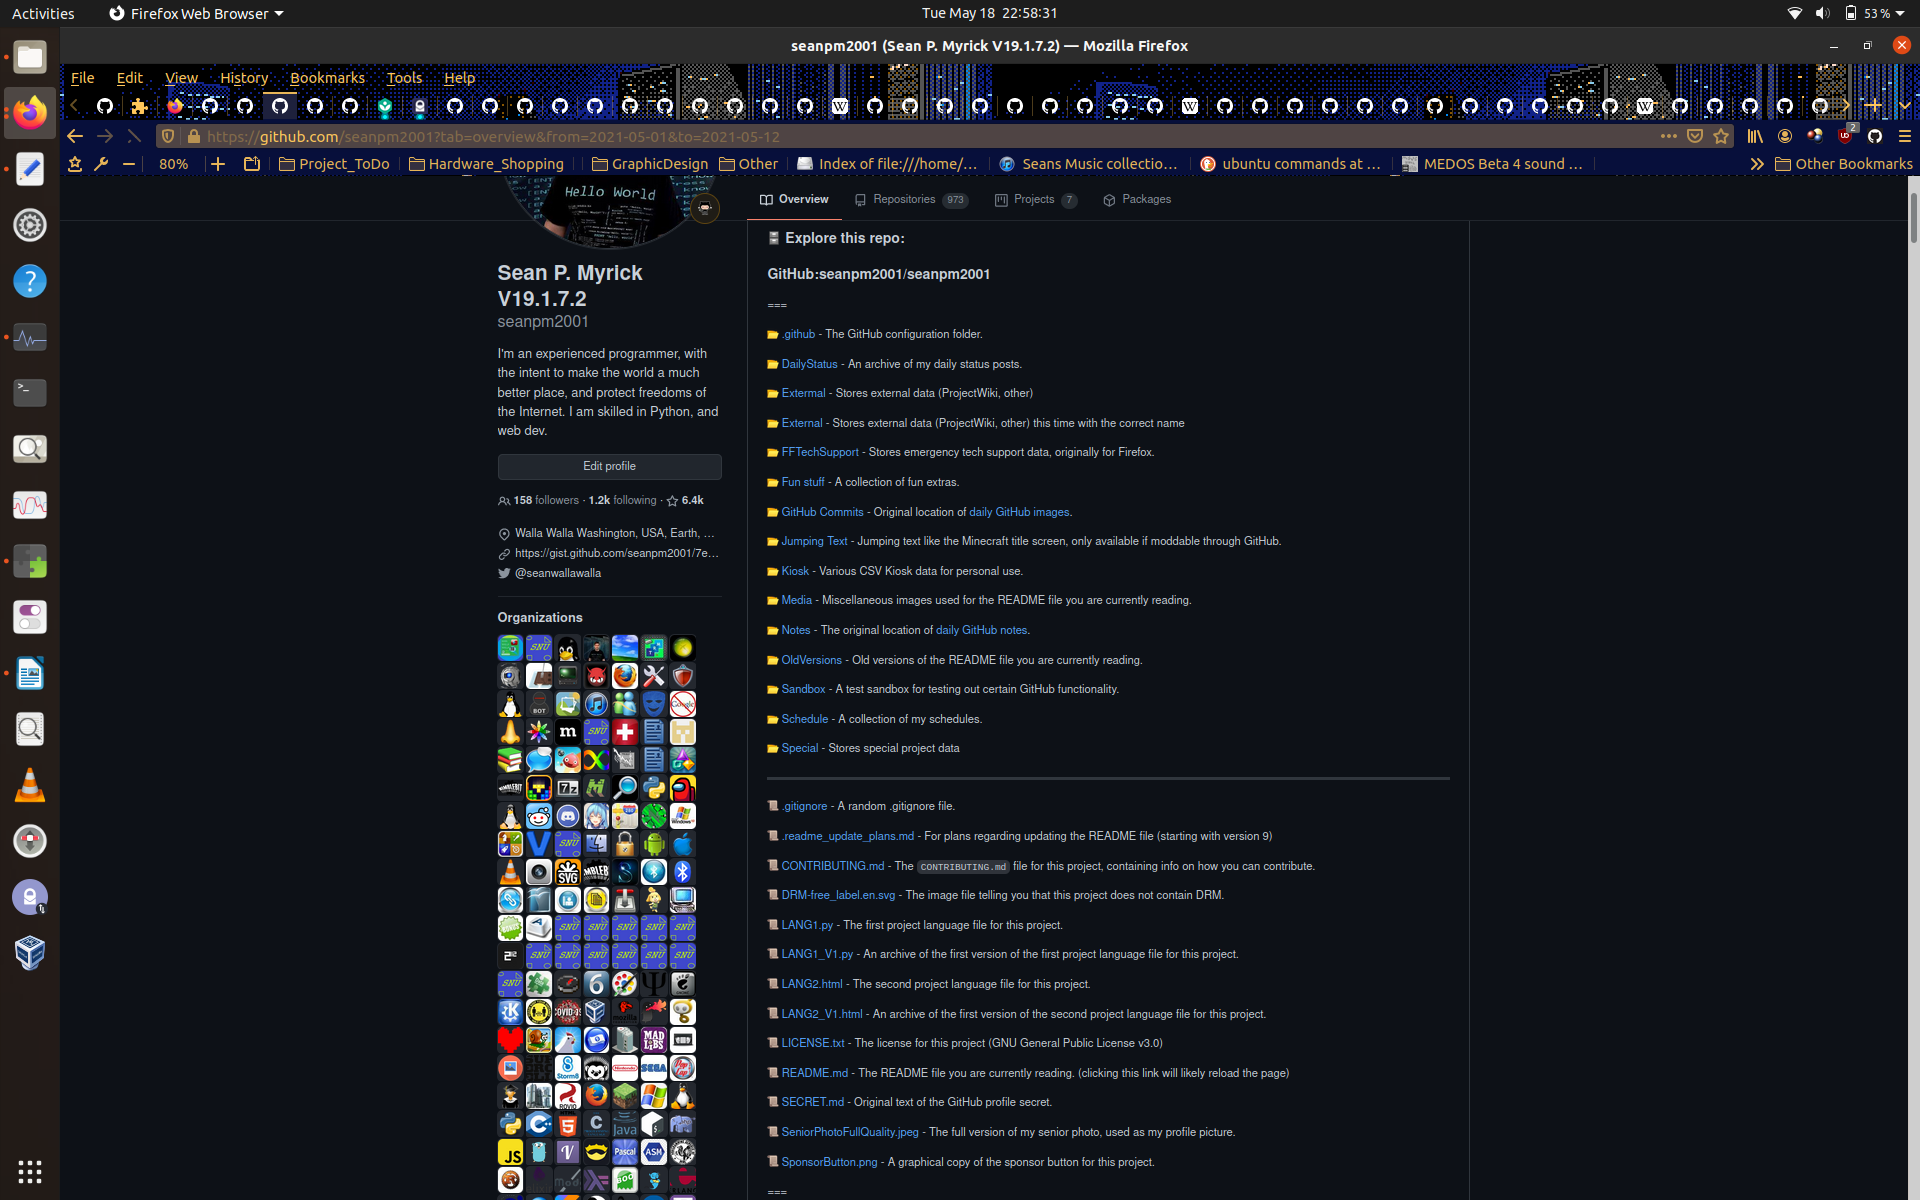 Activities
Firefox Web Browser
Tue May 18 22:58:31
53 %
seanpm2001 (Sean P. Myrick V19.1.7.2) — Mozilla Firefox
File Edit View History Bookmarks Tools Help
https://github.com/seanpm2001?tab=overview&from=2021-05-01&to=2021-05-12
2
80%
Project_ToDo
Hardware_Shopping
GraphicDesign
Other
Index of file:///home/…
Seans Music collectio…
ubuntu commands at …
MEDOS Beta 4 sound …
Other Bookmarks
Hello World
Overview
Repositories 973
Projects 7
Packages
Sean P. Myrick
V19.1.7.2
seanpm2001
I'm an experienced programmer, with
the intent to make the world a much
better place, and protect freedoms of
the Internet. I am skilled in Python, and
web dev.
Edit profile
158 followers · 1.2k following · 6.4k
Walla Walla Washington, USA, Earth, …
https://gist.github.com/seanpm2001/7e…
@seanwallawalla
Organizations
Explore this repo:
GitHub:seanpm2001/seanpm2001
===
.github - The GitHub configuration folder.
DailyStatus - An archive of my daily status posts.
Extermal - Stores external data (ProjectWiki, other)
External - Stores external data (ProjectWiki, other) this time with the correct name
FFTechSupport - Stores emergency tech support data, originally for Firefox.
Fun stuff - A collection of fun extras.
GitHub Commits - Original location of daily GitHub images.
Jumping Text - Jumping text like the Minecraft title screen, only available if moddable through GitHub.
Kiosk - Various CSV Kiosk data for personal use.
Media - Miscellaneous images used for the README file you are currently reading.
Notes - The original location of daily GitHub notes.
OldVersions - Old versions of the README file you are currently reading.
Sandbox - A test sandbox for testing out certain GitHub functionality.
Schedule - A collection of my schedules.
Special - Stores special project data
.gitignore - A random .gitignore file.
.readme_update_plans.md - For plans regarding updating the README file (starting with version 9)
CONTRIBUTING.md - The CONTRIBUTING.md file for this project, containing info on how you can contribute.
DRM-free_label.en.svg - The image file telling you that this project does not contain DRM.
LANG1.py - The first project language file for this project.
LANG1_V1.py - An archive of the first version of the first project language file for this project.
LANG2.html - The second project language file for this project.
LANG2_V1.html - An archive of the first version of the second project language file for this project.
LICENSE.txt - The license for this project (GNU General Public License v3.0)
README.md - The README file you are currently reading. (clicking this link will likely reload the page)
SECRET.md - Original text of the GitHub profile secret.
SeniorPhotoFullQuality.jpeg - The full version of my senior photo, used as my profile picture.
SponsorButton.png - A graphical copy of the sponsor button for this project.
===